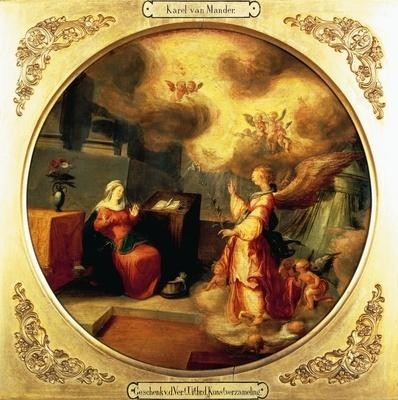 Karel van Mander.
Geschenk v. d. Ver. t. Uitbr. d. Kunstverzameling.